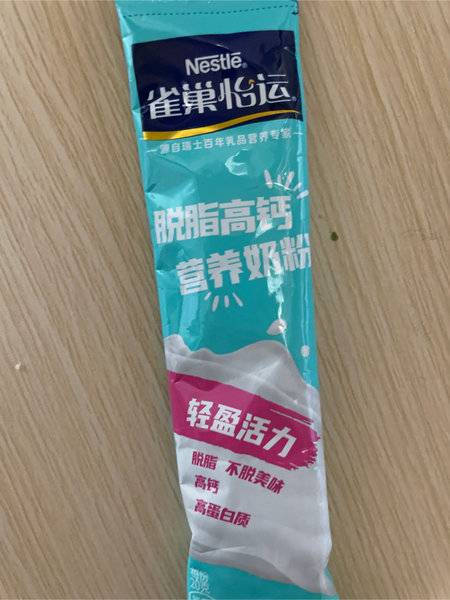 Nestlé
雀巢怡运
源自瑞士百年乳品营养专家
脱脂高钙
营养奶粉
轻盈活力
脱脂 不脱美味
高钙
高蛋白质